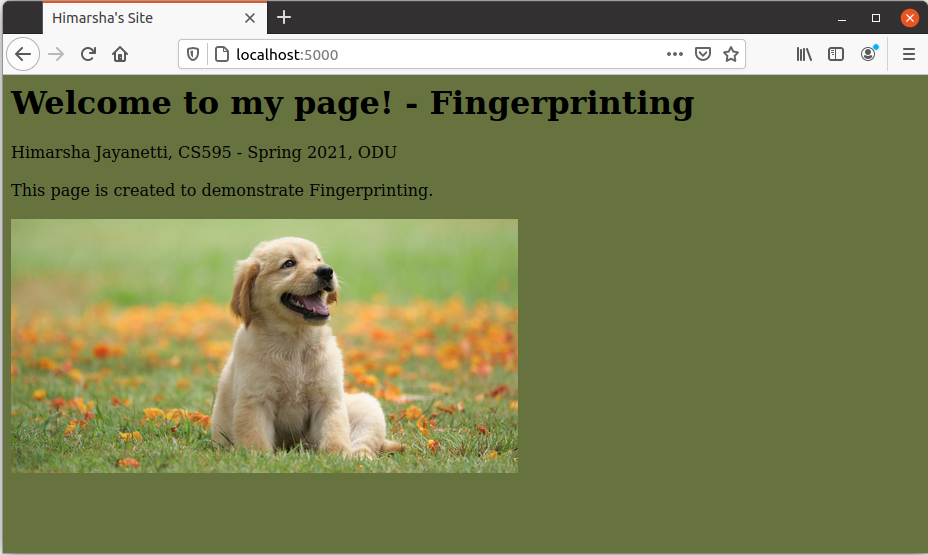 Himarsha's Site
localhost:5000
Welcome to my page! - Fingerprinting
Himarsha Jayanetti, CS595 - Spring 2021, ODU
This page is created to demonstrate Fingerprinting.